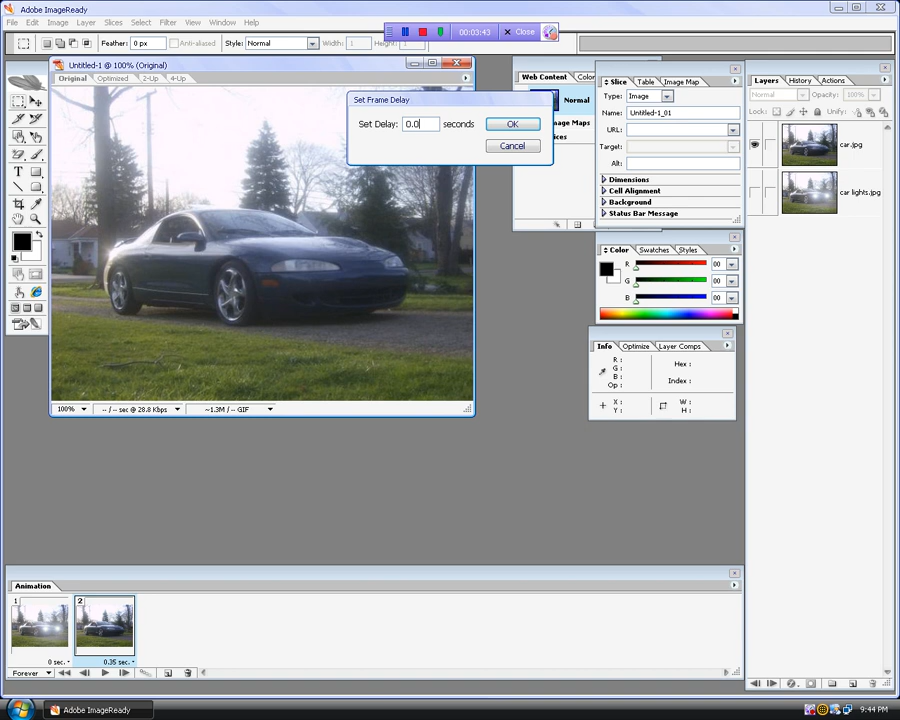 Adobe ImageReady
File Edit Image Layer Slices Select Filter View Window Help
00:03:43 Close
Feather: 0 px Anti-aliased Style: Normal Width: 1 Height: 1
Untitled-1 @ 100% (Original)
Original Optimized 2-Up 4-Up
Set Frame Delay
Set Delay: 0.0 seconds OK
Cancel
Web Content Color
Normal
Slice Table Image Map
Type: Image
Name: Untitled-1_01
URL:
Target:
Alt:
Dimensions
Cell Alignment
Background
Status Bar Message
Layers History Actions
Normal Opacity: 100%
Lock: Unify:
car.jpg
car lights.jpg
Color Swatches Styles
R 00
G 00
B 00
Info Optimize Layer Comps
R :
G :
B :
Op :
Hex :
Index :
X :
Y :
W :
H :
100% -- / -- sec @ 28.8 Kbps ~1.3M / -- GIF
Animation
1 2
0 sec. 0.35 sec.
Forever
Adobe ImageReady 9:44 PM